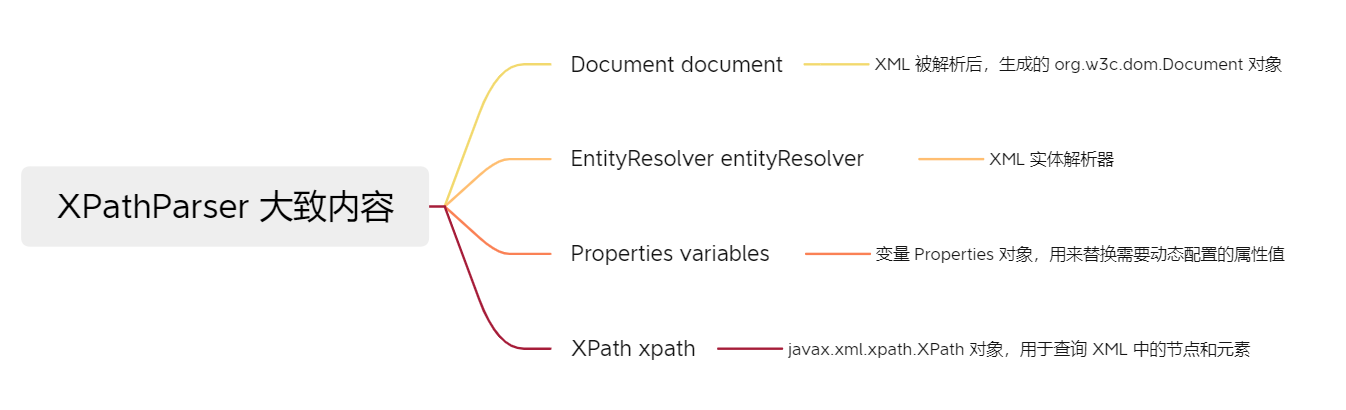 XPathParser 大致内容
Document document
XML 被解析后，生成的 org.w3c.dom.Document 对象
EntityResolver entityResolver
XML 实体解析器
Properties variables
变量 Properties 对象，用来替换需要动态配置的属性值
XPath xpath
javax.xml.xpath.XPath 对象，用于查询 XML 中的节点和元素